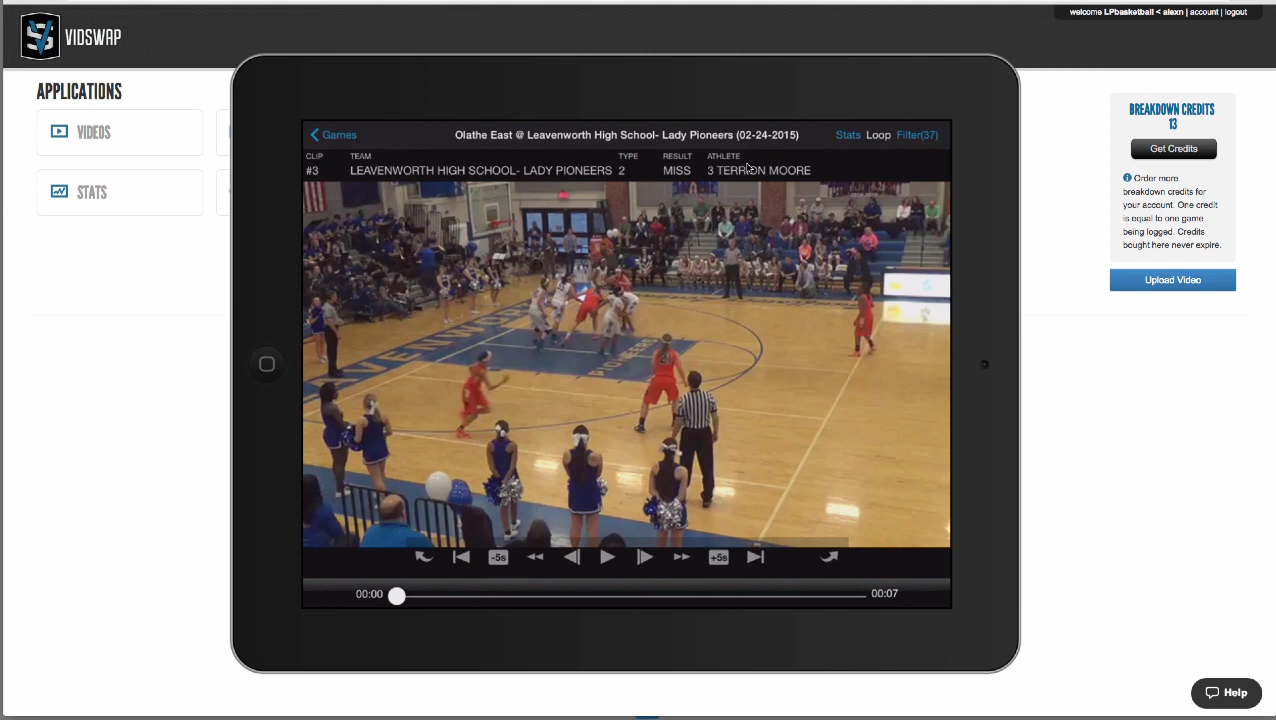 welcome LPbasketball < alexn | account | logout
VIDSWAP
APPLICATIONS
VIDEOS
STATS
BREAKDOWN CREDITS
13
Get Credits
Order more
breakdown credits for
your account. One credit
is equal to one game
being logged. Credits
bought here never expire.
Upload Video
Games
Olathe East @ Leavenworth High School- Lady Pioneers (02-24-2015)
Stats Loop Filter(37)
CLIP TEAM TYPE RESULT ATHLETE
#3 LEAVENWORTH HIGH SCHOOL- LADY PIONEERS 2 MISS 3 TERRION MOORE
PIONEERS
-5s
+5s
00:00
00:07
Help